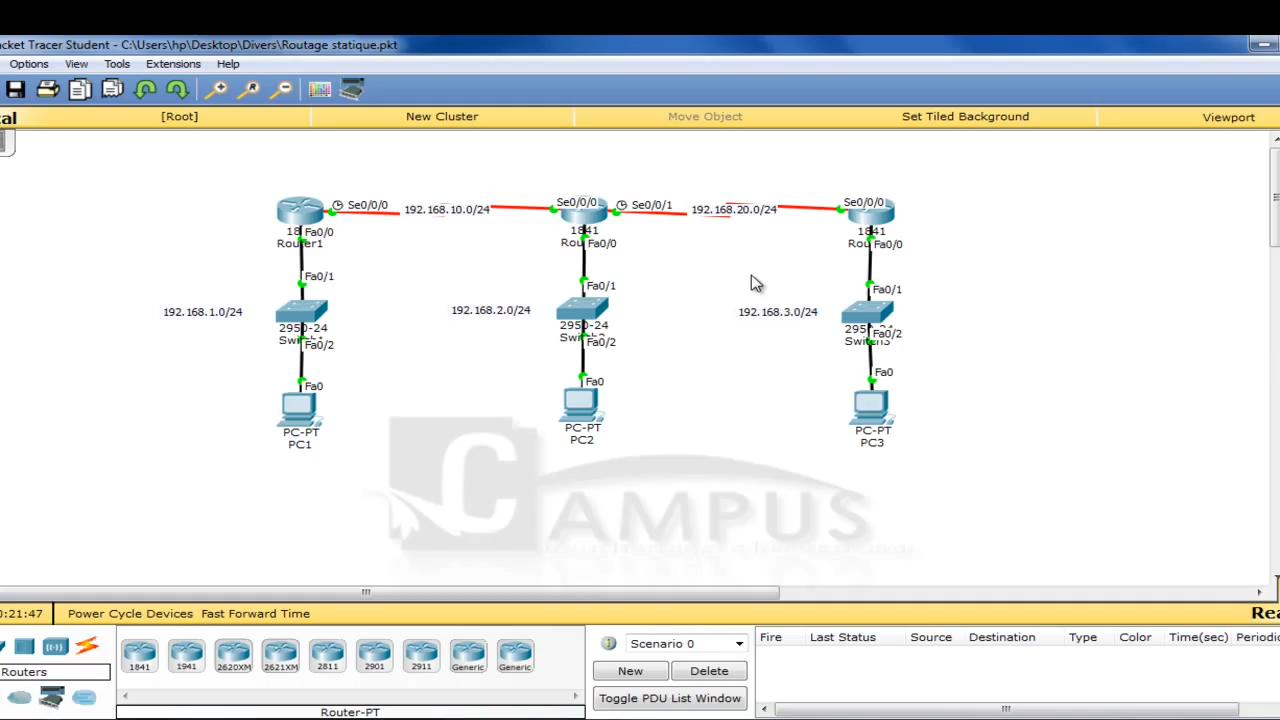 acket Tracer Student - C:\Users\hp\Desktop\Divers\Routage statique.pkt
Options View Tools Extensions Help
[Root] New Cluster Move Object Set Tiled Background Viewport
Se0/0/0 192.168.10.0/24 Se0/0/0 Se0/0/1 192.168.20.0/24 Se0/0/0
18 Fa0/0 1841 1841
Router1 Rou Fa0/0 Rou Fa0/0
Fa0/1 Fa0/1 Fa0/1
192.168.1.0/24 192.168.2.0/24 192.168.3.0/24
2950-24 2950-24
Fa0/2 Fa0/2 Fa0/2
Fa0 Fa0 Fa0
PC-PT PC-PT PC-PT
PC1 PC2 PC3
CAMPUS
0:21:47 Power Cycle Devices Fast Forward Time
Routers
1841 1941 2620XM 2621XM 2811 2901 2911 Generic Generic
Router-PT
Scenario 0
New Delete
Toggle PDU List Window
Fire Last Status Source Destination Type Color Time(sec) Periodic